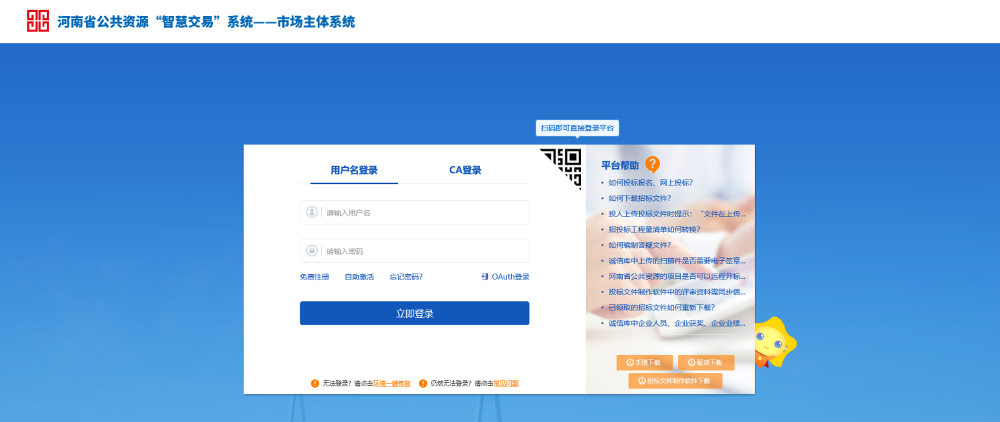 河南省公共资源“智慧交易”系统——市场主体系统
扫码即可直接登录平台
用户名登录
CA登录
请输入用户名
请输入密码
免费注册
自助激活
忘记密码?
OAuth登录
立即登录
无法登录? 请点击环境一键修复
仍然无法登录? 请点击常见问题
平台帮助
• 如何投标报名、网上投标?
• 如何下载招标文件?
• 投人上传投标文件时提示: “文件在上传...
• 招投标工程量清单如何转换?
• 如何编制答疑文件?
• 诚信库中上传的扫描件是否需要电子签章...
• 河南省公共资源的项目是否可以远程开标...
• 投标文件制作软件中的评审资料需同步信...
• 已领取的招标文件如何重新下载?
• 诚信库中企业人员、企业获奖、企业业绩...
手册下载
驱动下载
投标文件制作软件下载